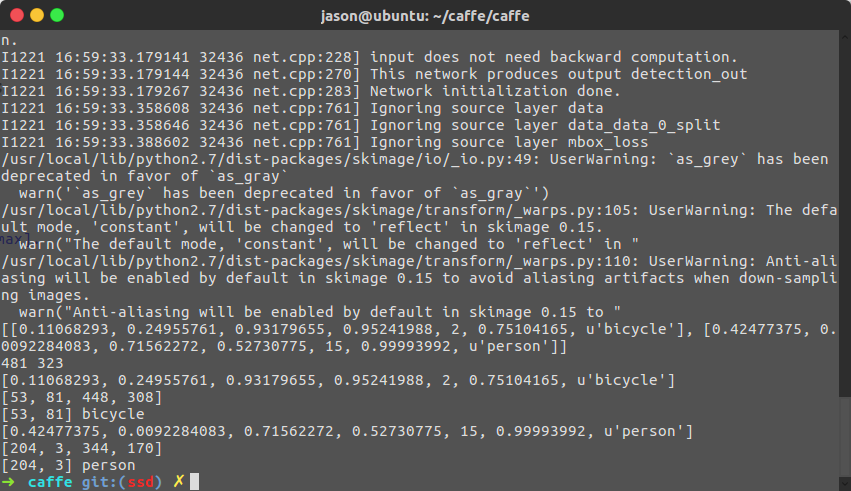 jason@ubuntu: ~/caffe/caffe
n.
I1221 16:59:33.179141 32436 net.cpp:228] input does not need backward computation.
I1221 16:59:33.179144 32436 net.cpp:270] This network produces output detection_out
I1221 16:59:33.179267 32436 net.cpp:283] Network initialization done.
I1221 16:59:33.358608 32436 net.cpp:761] Ignoring source layer data
I1221 16:59:33.358646 32436 net.cpp:761] Ignoring source layer data_data_0_split
I1221 16:59:33.388602 32436 net.cpp:761] Ignoring source layer mbox_loss
/usr/local/lib/python2.7/dist-packages/skimage/io/_io.py:49: UserWarning: `as_grey` has been
deprecated in favor of `as_gray`
  warn('`as_grey` has been deprecated in favor of `as_gray`')
/usr/local/lib/python2.7/dist-packages/skimage/transform/_warps.py:105: UserWarning: The defa
ult mode, 'constant', will be changed to 'reflect' in skimage 0.15.
  warn("The default mode, 'constant', will be changed to 'reflect' in "
/usr/local/lib/python2.7/dist-packages/skimage/transform/_warps.py:110: UserWarning: Anti-ali
asing will be enabled by default in skimage 0.15 to avoid aliasing artifacts when down-sampli
ng images.
  warn("Anti-aliasing will be enabled by default in skimage 0.15 to "
[[0.11068293, 0.24955761, 0.93179655, 0.95241988, 2, 0.75104165, u'bicycle'], [0.42477375, 0.
0092284083, 0.71562272, 0.52730775, 15, 0.99993992, u'person']]
481 323
[0.11068293, 0.24955761, 0.93179655, 0.95241988, 2, 0.75104165, u'bicycle']
[53, 81, 448, 308]
[53, 81] bicycle
[0.42477375, 0.0092284083, 0.71562272, 0.52730775, 15, 0.99993992, u'person']
[204, 3, 344, 170]
[204, 3] person
➜  caffe git:(ssd) ✗